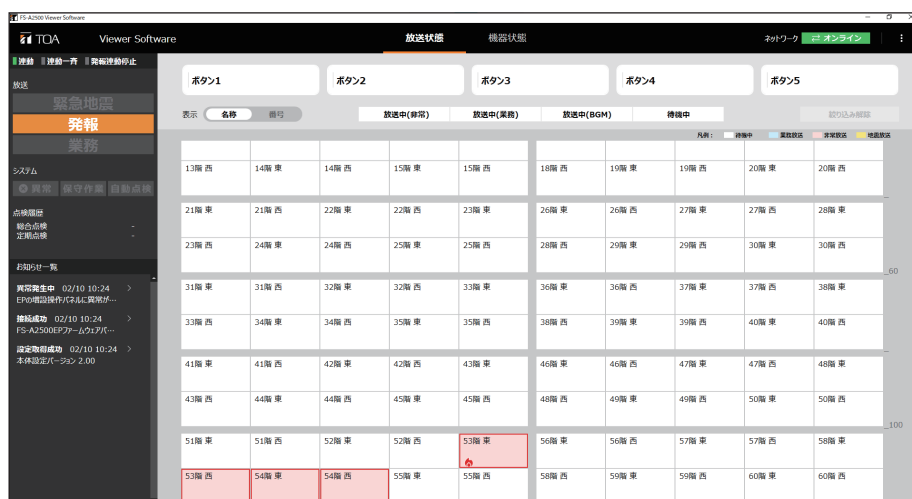 FS-A2500 Viewer Software
TOA Viewer Software 放送状態 機器状態 ネットワーク オンライン
連動 連動一斉 発報連動停止
放送
緊急地震
発報
業務
システム
異常 保守作業 自動点検
点検履歴
総合点検 -
定期点検 -
お知らせ一覧
異常発生中 02/10 10:24
EPの増設操作パネルに異常が…
接続成功 02/10 10:24
FS-A2500EPファームウェアバ…
設定取得成功 02/10 10:24
本体設定バージョン 2.00
ボタン1 ボタン2 ボタン3 ボタン4 ボタン5
表示 名称 番号 放送中(非常) 放送中(業務) 放送中(BGM) 待機中 絞り込み解除
凡例: 待機中 業務放送 非常放送 地震放送
13階 西 14階 東 14階 西 15階 東 15階 西 18階 西 19階 東 19階 西 20階 東 20階 西
21階 東 21階 西 22階 東 22階 西 23階 東 26階 東 26階 西 27階 東 27階 西 28階 東
23階 西 24階 東 24階 西 25階 東 25階 西 28階 西 29階 東 29階 西 30階 東 30階 西
60
31階 東 31階 西 32階 東 32階 西 33階 東 36階 東 36階 西 37階 東 37階 西 38階 東
33階 西 34階 東 34階 西 35階 東 35階 西 38階 西 39階 東 39階 西 40階 東 40階 西
41階 東 41階 西 42階 東 42階 西 43階 東 46階 東 46階 西 47階 東 47階 西 48階 東
43階 西 44階 東 44階 西 45階 東 45階 西 48階 西 49階 東 49階 西 50階 東 50階 西
100
51階 東 51階 西 52階 東 52階 西 53階 東 56階 東 56階 西 57階 東 57階 西 58階 東
53階 西 54階 東 54階 西 55階 東 55階 西 58階 西 59階 東 59階 西 60階 東 60階 西